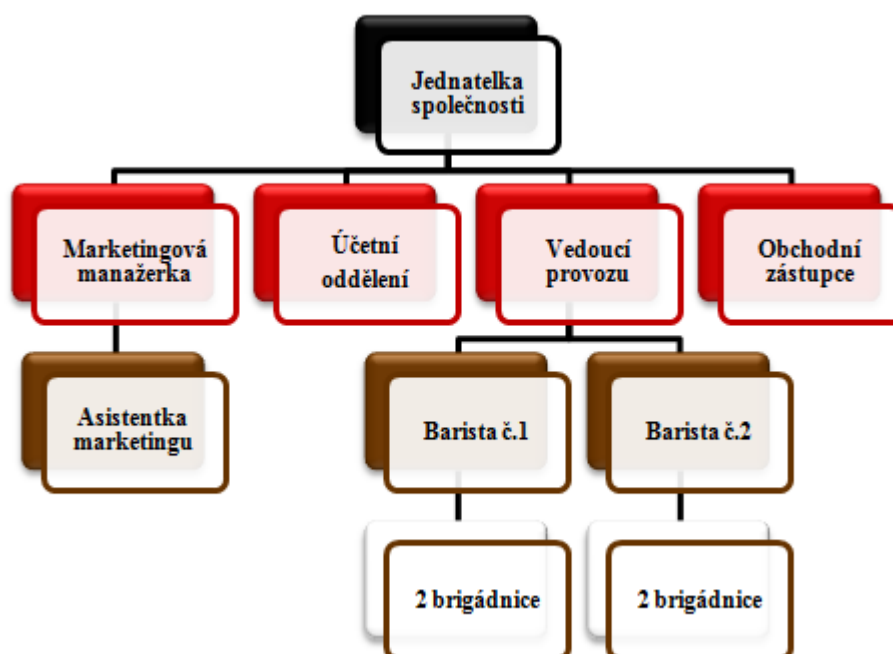 Jednatelka
společnosti
Marketingová
manažerka
Účetní
oddělení
Vedoucí
provozu
Obchodní
zástupce
Asistentka
marketingu
Barista č.1
Barista č.2
2 brigádnice
2 brigádnice